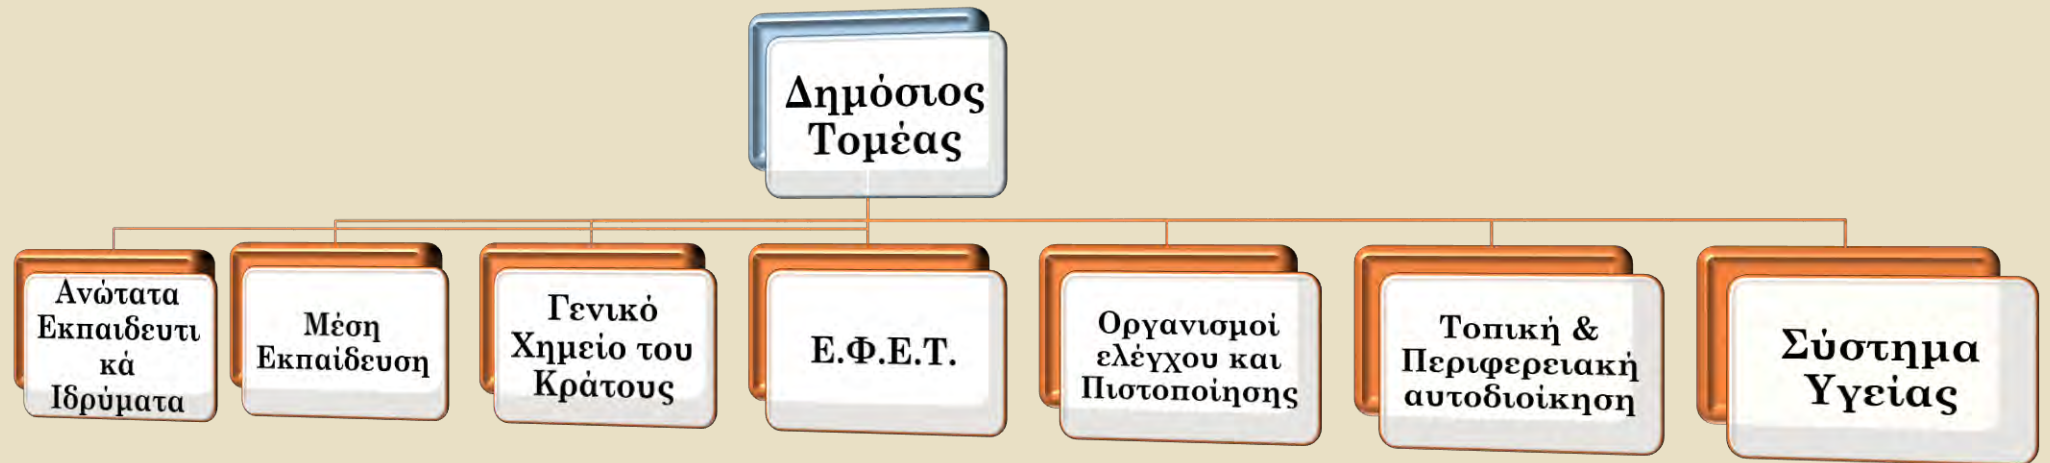 Δημόσιος
Τομέας
Ανώτατα
Εκπαιδευτι
κά
Ιδρύματα
Μέση
Εκπαίδευση
Γενικό
Χημείο του
Κράτους
Ε.Φ.Ε.Τ.
Οργανισμοί
ελέγχου και
Πιστοποίησης
Τοπική &
Περιφερειακή
αυτοδιοίκηση
Σύστημα
Υγείας